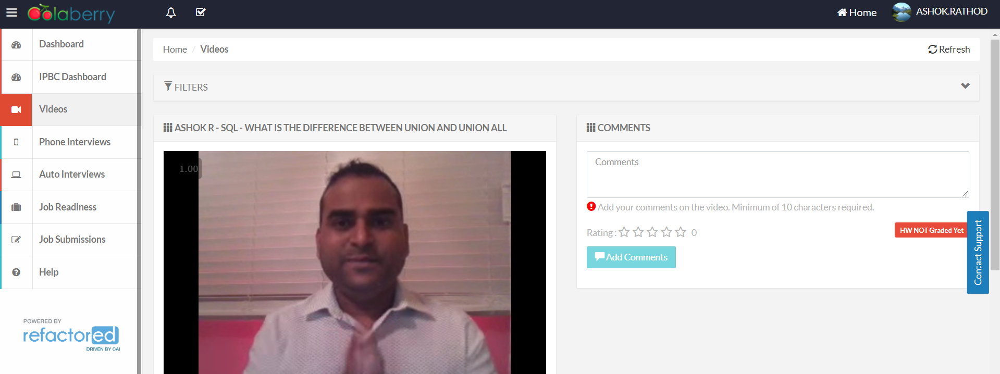 Colaberry
Home
ASHOK.RATHOD
Dashboard
IPBC Dashboard
Videos
Phone Interviews
Auto Interviews
Job Readiness
Job Submissions
Help
POWERED BY
refactored
DRIVEN BY CAI
Home / Videos
Refresh
FILTERS
ASHOK R - SQL - WHAT IS THE DIFFERENCE BETWEEN UNION AND UNION ALL
1.00
COMMENTS
Comments
Add your comments on the video. Minimum of 10 characters required.
Rating : 0
HW NOT Graded Yet
Add Comments
Contact Support